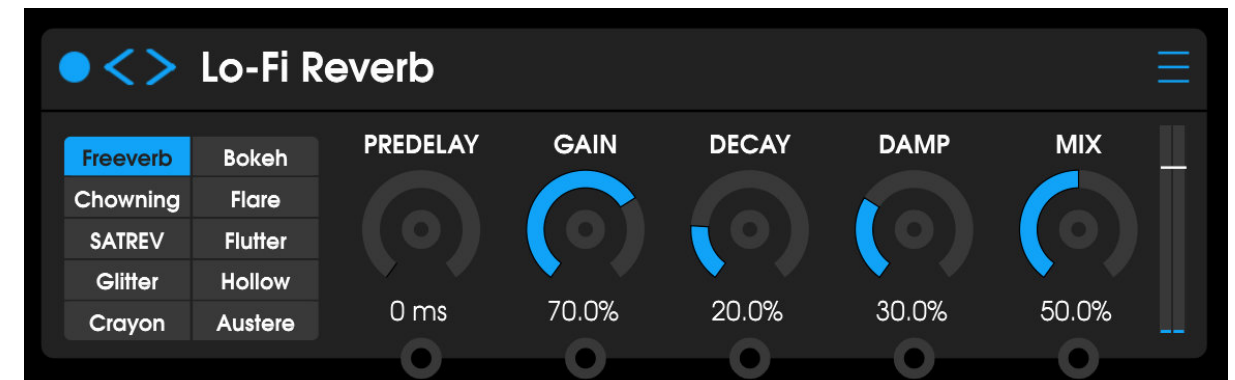 Lo-Fi Reverb
Freeverb Bokeh
Chowning Flare
SATREV Flutter
Glitter Hollow
Crayon Austere
PREDELAY GAIN DECAY DAMP MIX
0 ms 70.0% 20.0% 30.0% 50.0%